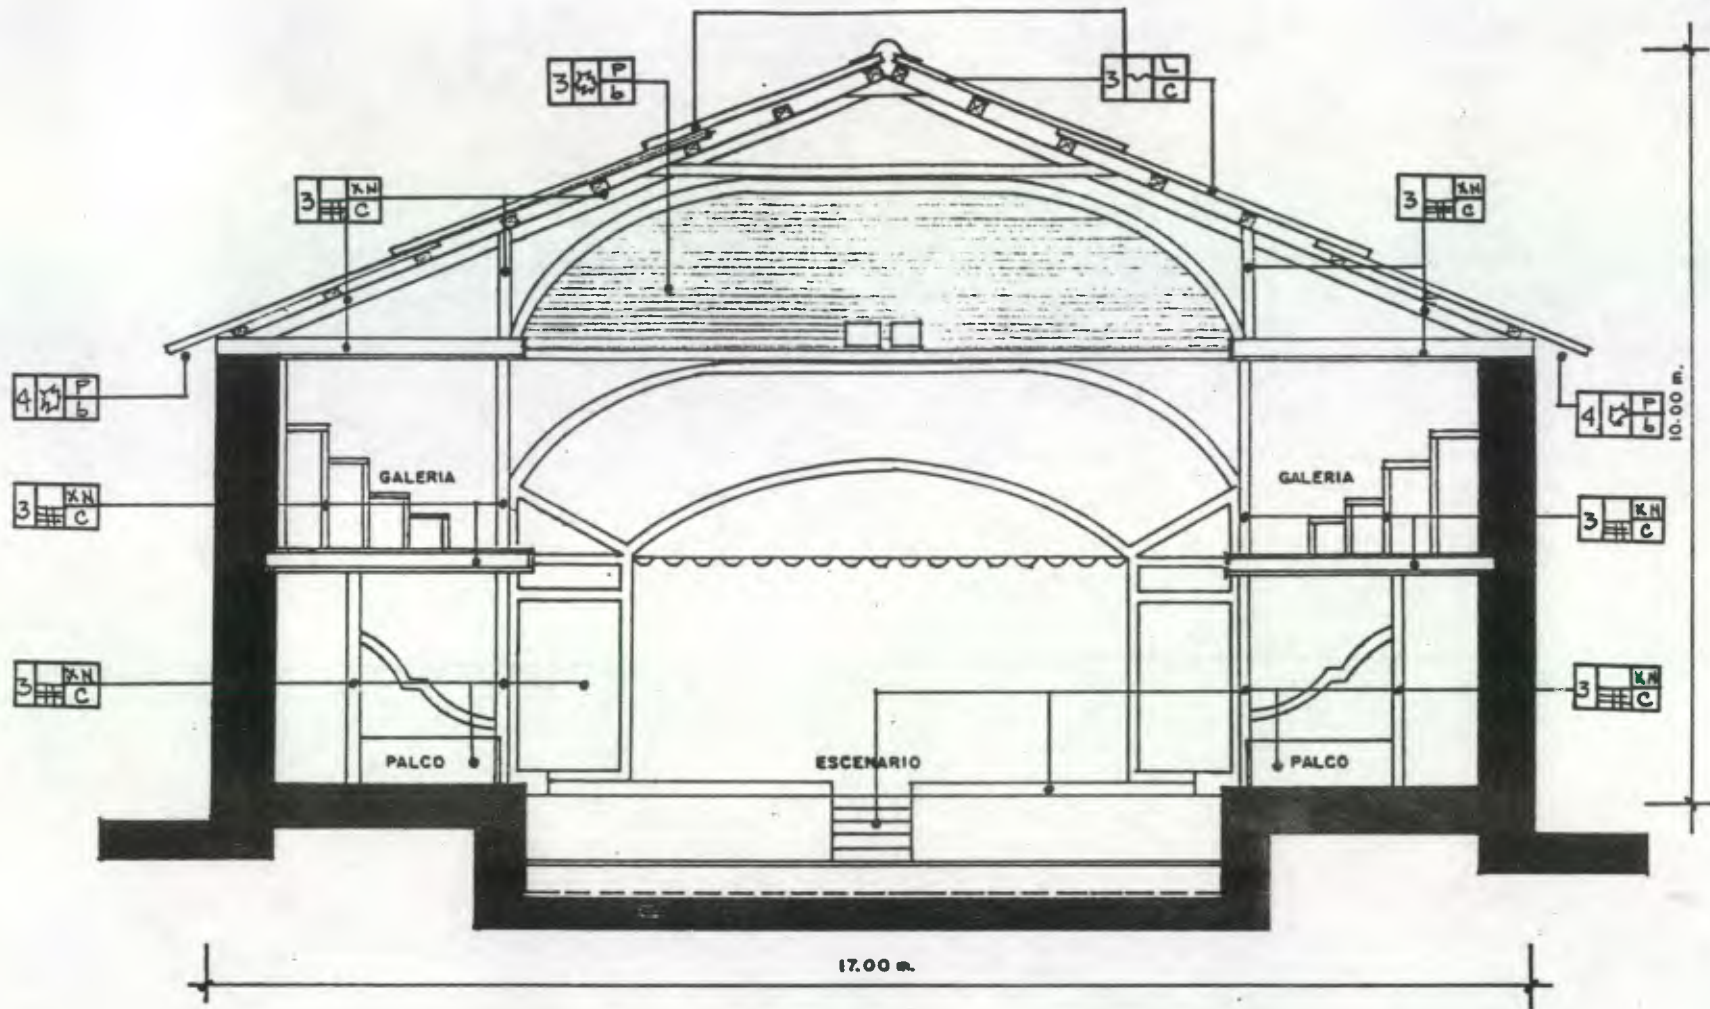 3 P b
3 L C
3 XN C
3 XN C
4 P b
4 P b
10.00 m.
GALERIA
GALERIA
3 XN C
3 XN C
3 XN C
3 XN C
PALCO
ESCENARIO
PALCO
17.00 m.